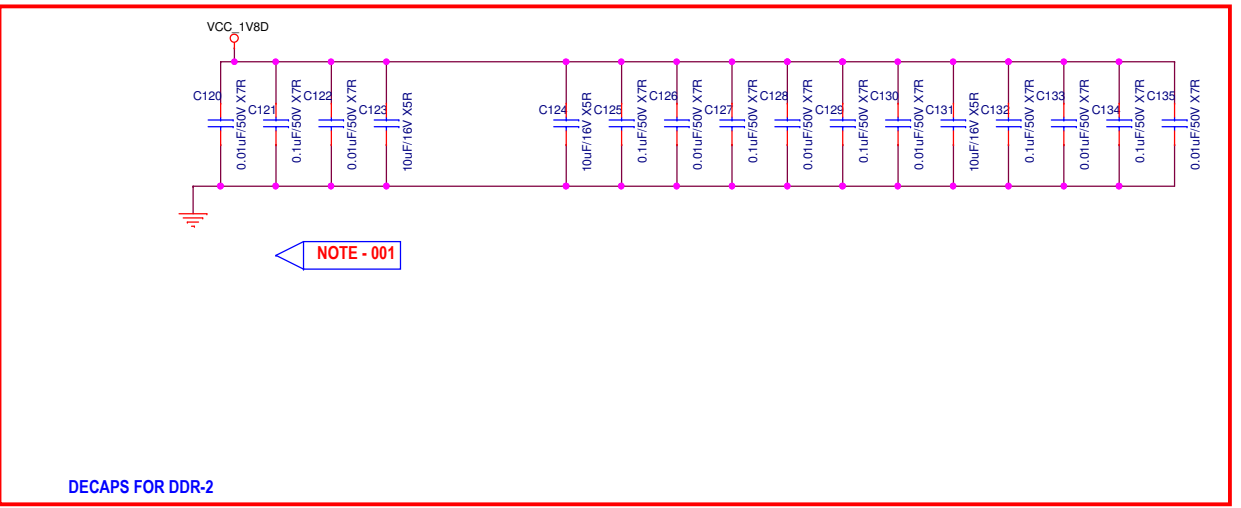 VCC_1V8D
C120
0.01uF/50V X7R
C121
0.1uF/50V X7R
C122
0.01uF/50V X7R
C123
10uF/16V X5R
C124
10uF/16V X5R
C125
0.1uF/50V X7R
C126
0.01uF/50V X7R
C127
0.1uF/50V X7R
C128
0.01uF/50V X7R
C129
0.1uF/50V X7R
C130
0.01uF/50V X7R
C131
10uF/16V X5R
C132
0.1uF/50V X7R
C133
0.01uF/50V X7R
C134
0.1uF/50V X7R
C135
0.01uF/50V X7R
NOTE - 001
DECAPS FOR DDR-2